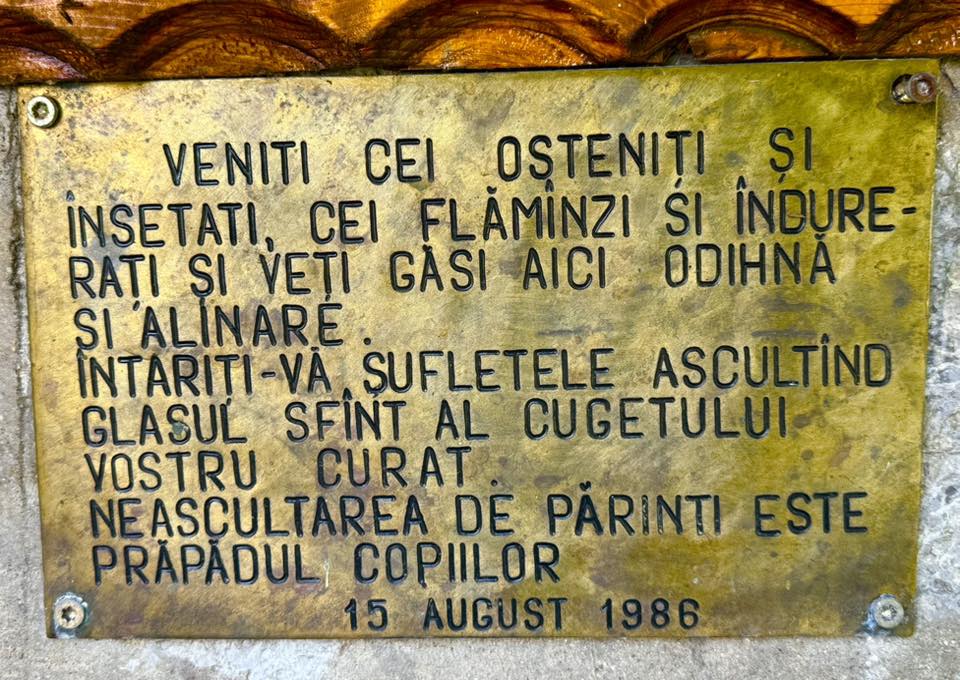 VENITI CEI OSTENIȚI ȘI
ÎNSETAȚI, CEI FLĂMÎNZI ȘI ÎNDURE-
RAȚI ȘI VEȚI GĂSI AICI ODIHNĂ
ȘI ALINARE.
ÎNTĂRIȚI-VĂ SUFLETELE ASCULTÎND
GLASUL SFÎNT AL CUGETULUI
VOSTRU CURAT.
NEASCULTAREA DE PĂRINȚI ESTE
PRĂPĂDUL COPIILOR
15 AUGUST 1986